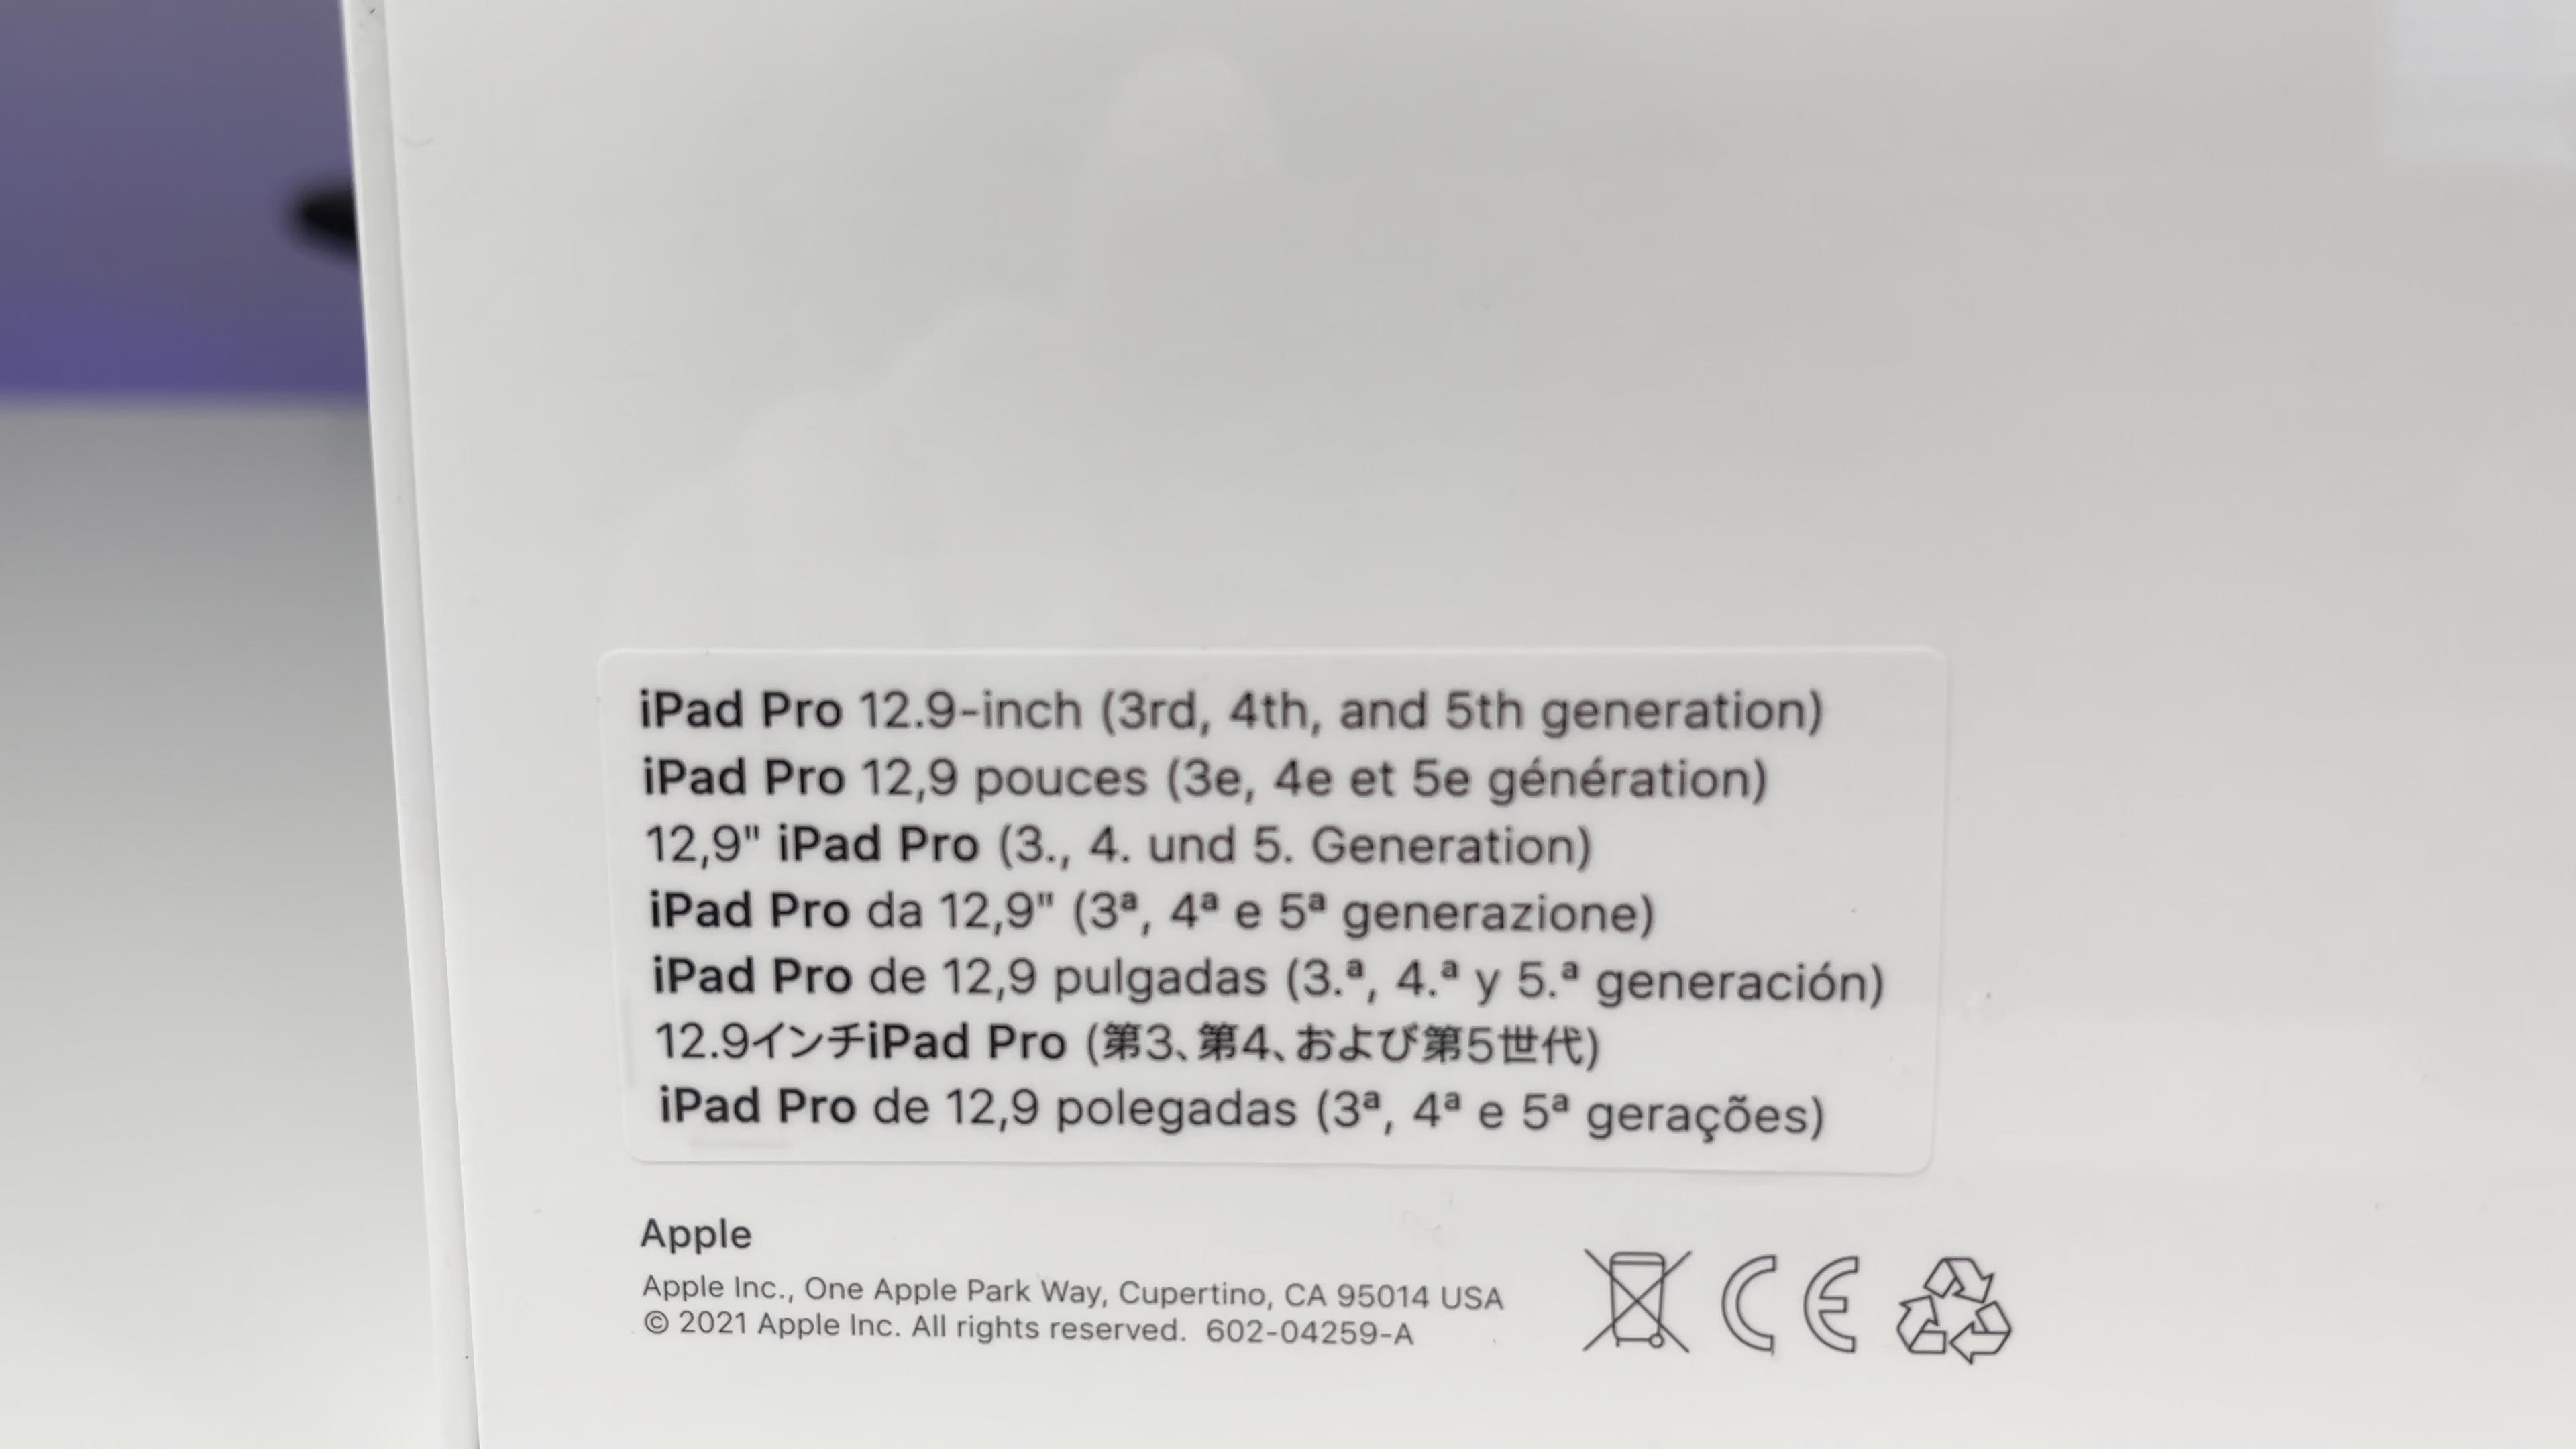 iPad Pro 12.9-inch (3rd, 4th, and 5th generation)
iPad Pro 12,9 pouces (3e, 4e et 5e génération)
12,9" iPad Pro (3., 4. und 5. Generation)
iPad Pro da 12,9" (3ª, 4ª e 5ª generazione)
iPad Pro de 12,9 pulgadas (3.ª, 4.ª y 5.ª generación)
12.9インチiPad Pro (第3、第4、および第5世代)
iPad Pro de 12,9 polegadas (3ª, 4ª e 5ª gerações)
Apple
Apple Inc., One Apple Park Way, Cupertino, CA 95014 USA
© 2021 Apple Inc. All rights reserved. 602-04259-A
CE